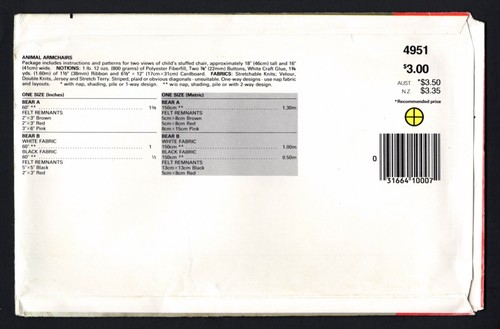 ANIMAL ARMCHAIRS
Package includes instructions and patterns for two views of child's stuffed chair, approximately 18" (46cm) tall and 16"
(41cm) wide. NOTIONS: 1 lb. 12 ozs. (800 grams) of Polyester Fiberfill, Two ⅞" (22mm) Buttons, White Craft Glue, 1¾
yds. (1.60m) of 1½" (38mm) Ribbon and 6⅝" × 12" (17cm × 31cm) Cardboard. FABRICS: Stretchable Knits; Velour,
Double Knits, Jersey and Stretch Terry. Striped, plaid or obvious diagonals - unsuitable. One-way designs - use nap fabric
and layouts. * with nap, shading, pile or 1-way design. ** w/o nap, shading, pile or with 2-way design.
ONE SIZE (Inches)
BEAR A
60" **
FELT REMNANTS
2" × 3" Brown
2" × 3" Red
3" × 6" Pink
BEAR B
WHITE FABRIC
60" ** 1
BLACK FABRIC
60" ** ½
FELT REMNANTS
5" × 5" Black
2" × 3" Red
ONE SIZE (Metric)
BEAR A
150cm ** 1.30m
FELT REMNANTS
5cm × 8cm Brown
5cm × 8cm Red
8cm × 15cm Pink
BEAR B
WHITE FABRIC
150cm ** 1.00m
BLACK FABRIC
150cm ** 0.50m
FELT REMNANTS
13cm × 13cm Black
5cm × 8cm Red
4951
$3.00
AUST. *$3.50
N.Z. $3.35
*Recommended price
0
31664 10007